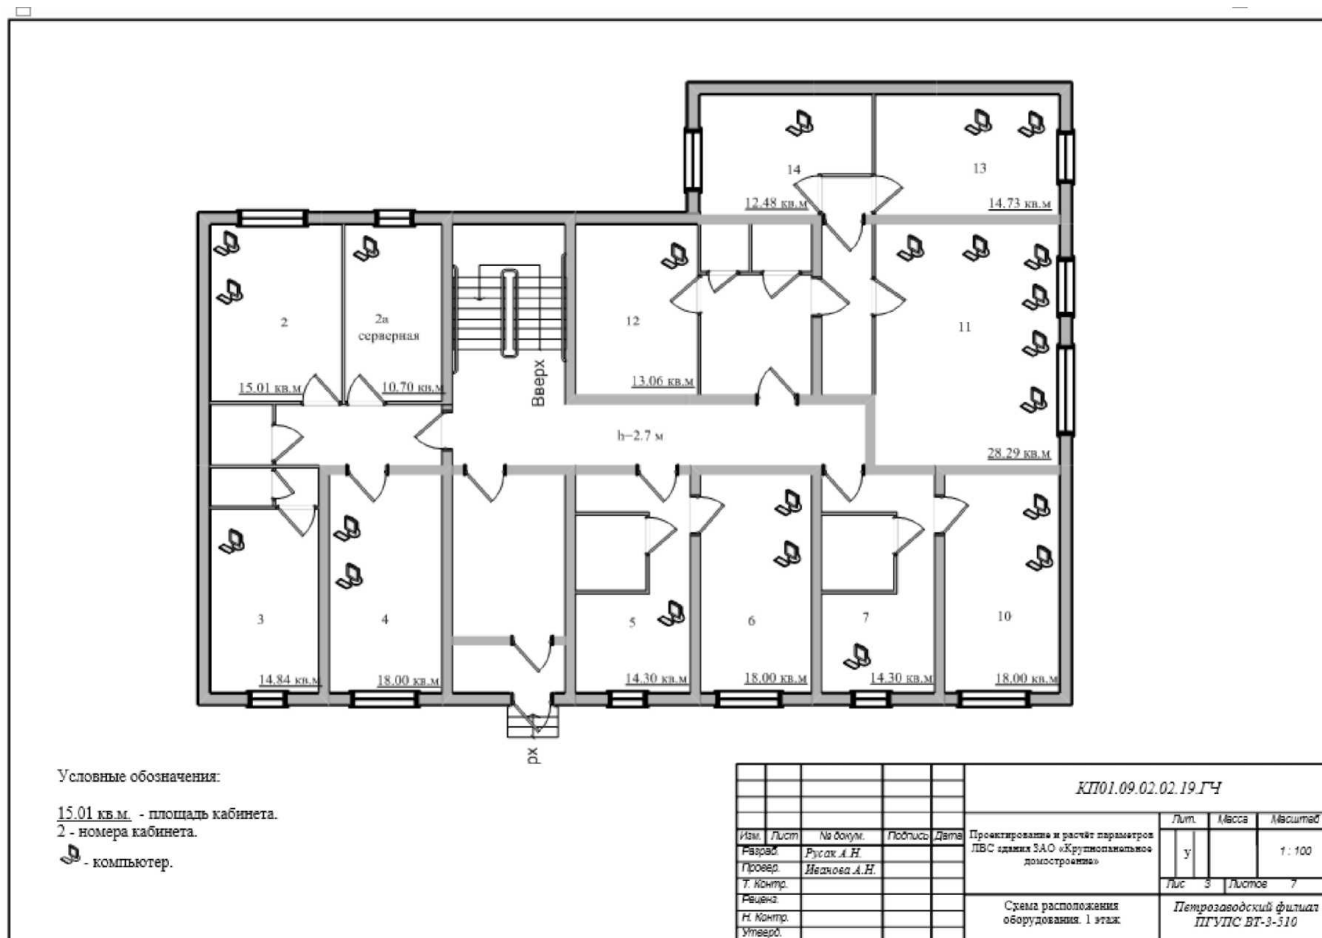 14
12.48 кв.м
13
14.73 кв.м
2
15.01 кв.м
2а
серверная
10.70 кв.м
Вверх
12
13.06 кв.м
11
28.29 кв.м
h=2.7 м
3
14.84 кв.м
4
18.00 кв.м
5
14.30 кв.м
6
18.00 кв.м
7
14.30 кв.м
10
18.00 кв.м
рх
Условные обозначения:
15.01 кв.м. - площадь кабинета.
2 - номера кабинета.
- компьютер.
КП01.09.02.02.19.ГЧ
Изм. Лист № докум. Подпись Дата
Разраб. Русак А.Н.
Провер. Иванова А.Н.
Т. Контр.
Реценз.
Н. Контр.
Утверд.
Проектирование и расчёт параметров
ЛВС здания ЗАО «Крупнопанельное
домостроение»
Лит. Масса Масштаб
У 1 : 100
Лис 3 Листов 7
Схема расположения
оборудования. 1 этаж
Петрозаводский филиал
ПГУПС ВТ-3-510